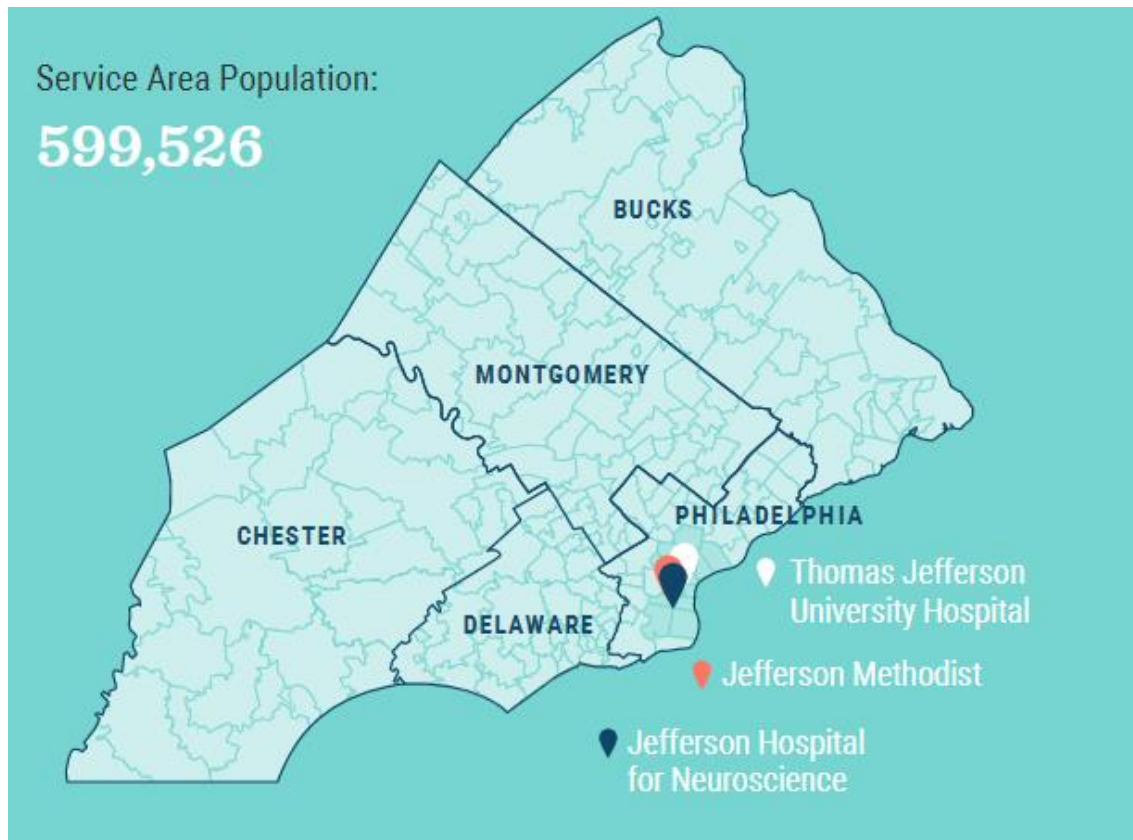 Service Area Population:
599,526
BUCKS
MONTGOMERY
CHESTER
PHILADELPHIA
DELAWARE
Thomas Jefferson
University Hospital
Jefferson Methodist
Jefferson Hospital
for Neuroscience